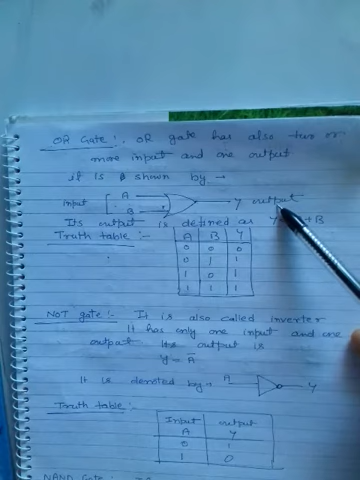 OR Gate :- OR gate has also two or
more input and one output
it is shown by →
Input A B Y output
Its output is defined as Y + B
Truth table :-
A B Y
0 0 0
0 1 1
1 0 1
1 1 1
NOT gate :- It is also called inverter
It has only one input and one
output Its output is
Y = A̅
It is denoted by :- A Y
Truth table :-
Input output
A Y
0 1
1 0
NAND Gate :-